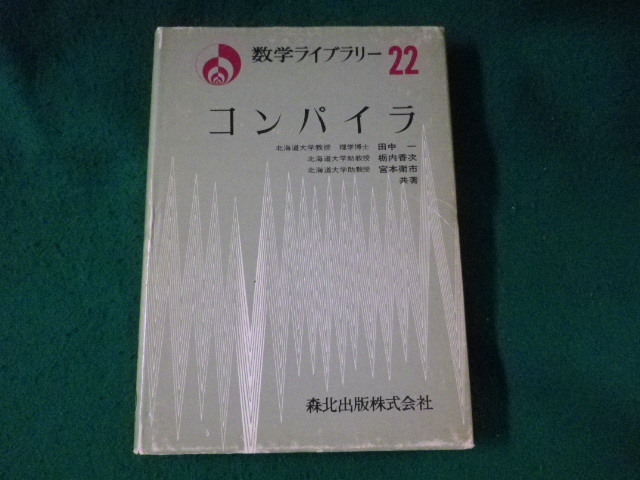 数学ライブラリー 22
コンパイラ
北海道大学教授 理学博士 田中 一
北海道大学助教授 栃内香次
北海道大学助教授 宮本衛市
共著
森北出版株式会社